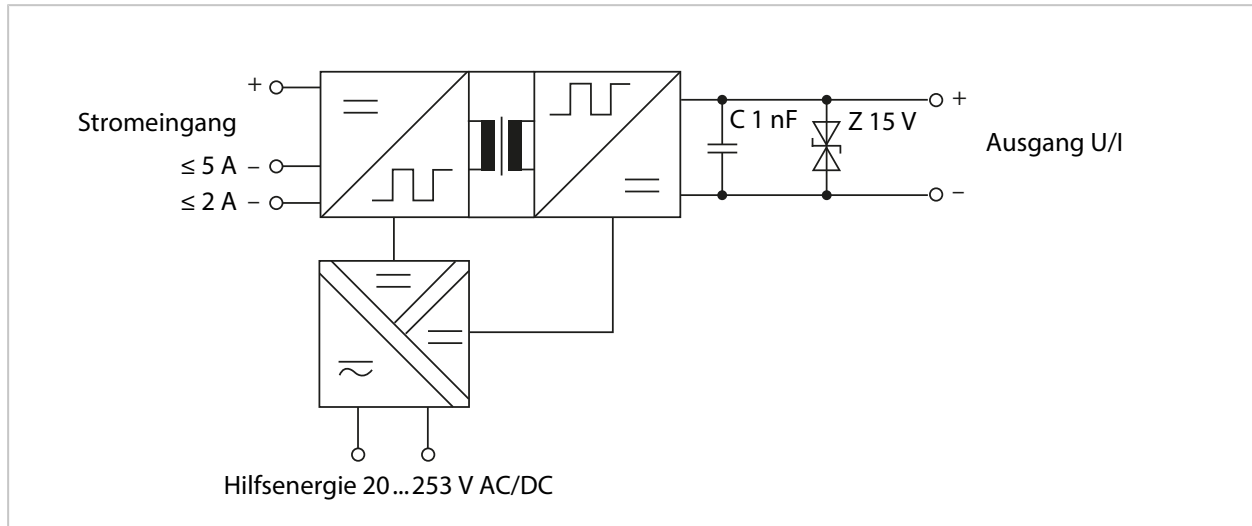 +
Stromeingang
≤ 5 A –
≤ 2 A –
C 1 nF
Z 15 V
+
Ausgang U/I
–
Hilfsenergie 20 ... 253 V AC/DC